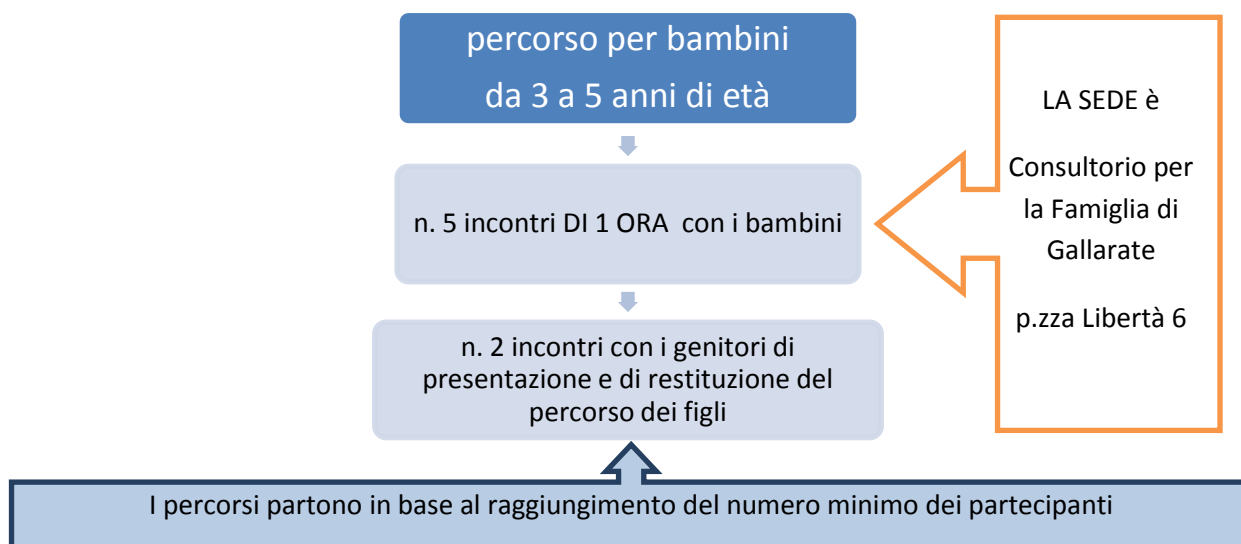 percorso per bambini
da 3 a 5 anni di età
n. 5 incontri DI 1 ORA con i bambini
n. 2 incontri con i genitori di
presentazione e di restituzione del
percorso dei figli
LA SEDE è
Consultorio per
la Famiglia di
Gallarate
p.zza Libertà 6
I percorsi partono in base al raggiungimento del numero minimo dei partecipanti